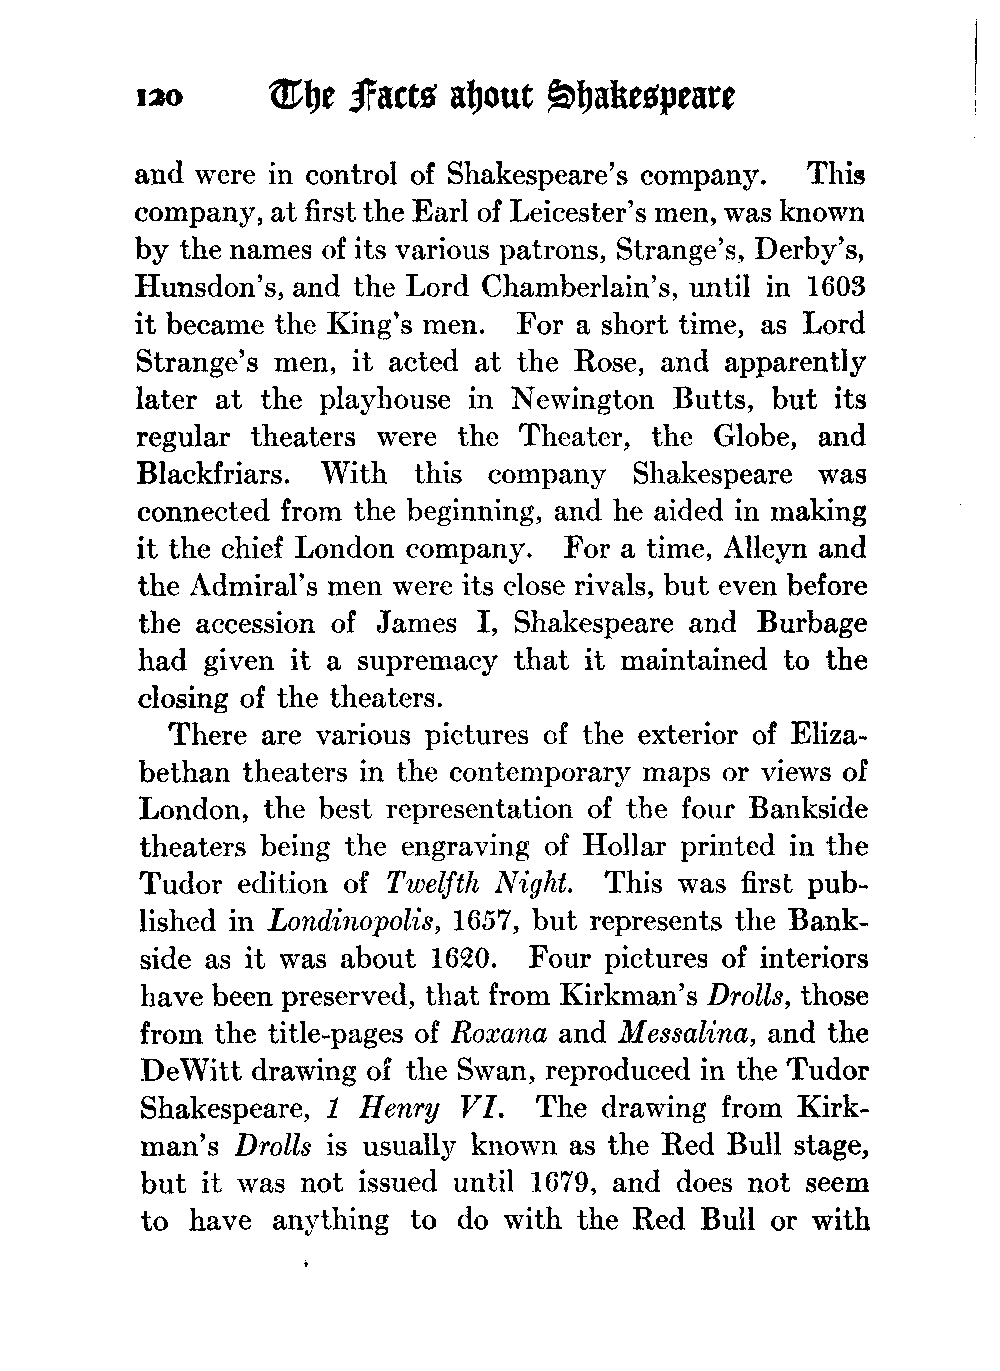 120 The Facts about Shakespeare
and were in control of Shakespeare's company. This
company, at first the Earl of Leicester's men, was known
by the names of its various patrons, Strange's, Derby's,
Hunsdon's, and the Lord Chamberlain's, until in 1603
it became the King's men. For a short time, as Lord
Strange's men, it acted at the Rose, and apparently
later at the playhouse in Newington Butts, but its
regular theaters were the Theater, the Globe, and
Blackfriars. With this company Shakespeare was
connected from the beginning, and he aided in making
it the chief London company. For a time, Alleyn and
the Admiral's men were its close rivals, but even before
the accession of James I, Shakespeare and Burbage
had given it a supremacy that it maintained to the
closing of the theaters.
There are various pictures of the exterior of Eliza-
bethan theaters in the contemporary maps or views of
London, the best representation of the four Bankside
theaters being the engraving of Hollar printed in the
Tudor edition of Twelfth Night. This was first pub-
lished in Londinopolis, 1657, but represents the Bank-
side as it was about 1620. Four pictures of interiors
have been preserved, that from Kirkman's Drolls, those
from the title-pages of Roxana and Messalina, and the
DeWitt drawing of the Swan, reproduced in the Tudor
Shakespeare, 1 Henry VI. The drawing from Kirk-
man's Drolls is usually known as the Red Bull stage,
but it was not issued until 1679, and does not seem
to have anything to do with the Red Bull or with